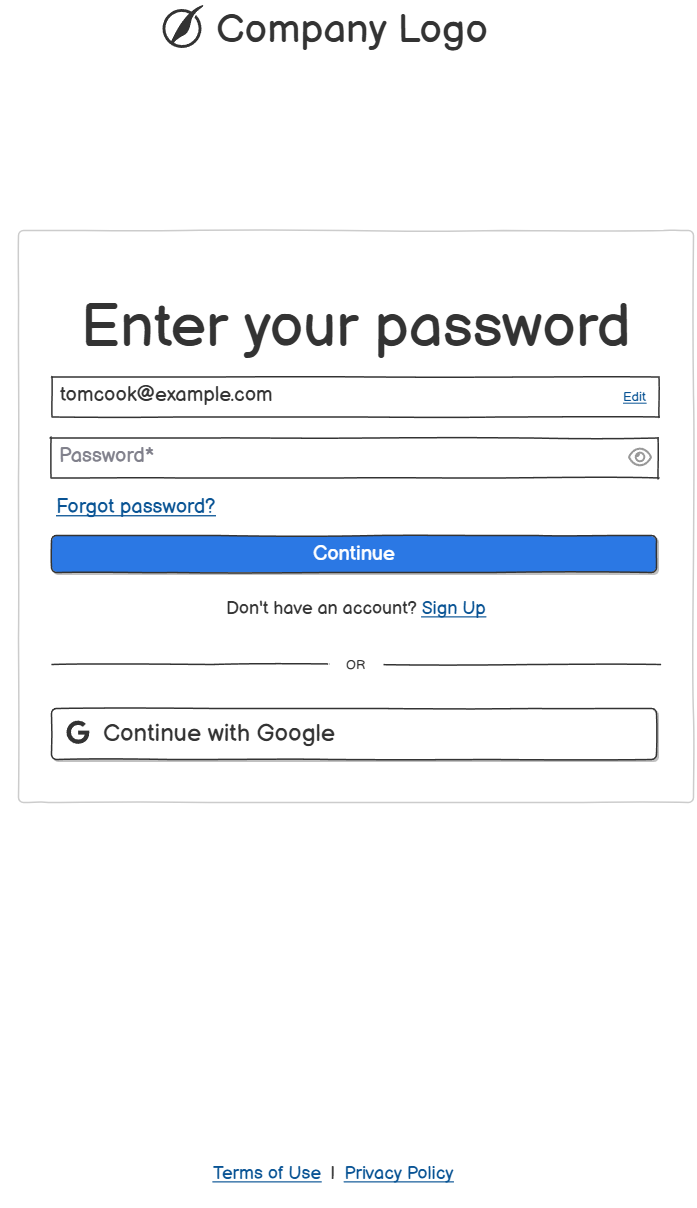 Company Logo
Enter your password
tomcook@example.com Edit
Password*
Forgot password?
Continue
Don't have an account? Sign Up
OR
G Continue with Google
Terms of Use | Privacy Policy